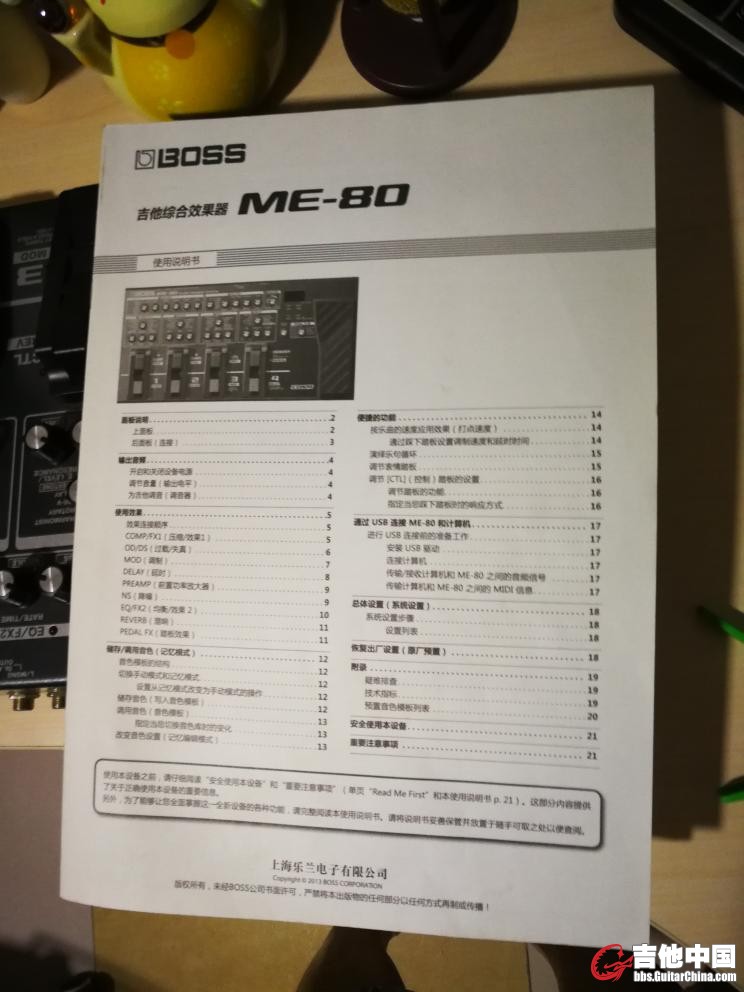 BOSS
吉他综合效果器 ME-80
使用说明书
面板说明 2
上面板 2
后面板（连接） 3
输出音频 4
开启和关闭设备电源 4
调节音量（输出电平） 4
为吉他调音（调音器） 4
使用效果 5
效果连接顺序 5
COMP/FX1（压缩/效果1） 5
OD/DS（过载/失真） 6
MOD（调制） 7
DELAY（延时） 8
PREAMP（前置功率放大器） 9
NS（降噪） 9
EQ/FX2（均衡/效果 2） 10
REVERB（混响） 11
PEDAL FX（踏板效果） 11
储存/调用音色（记忆模式） 12
音色模板的结构 12
切换手动模式和记忆模式 12
设置从记忆模式改变为手动模式的操作 12
储存音色（写入音色模板） 12
调用音色（音色模板） 13
指定当您切换音色库时的变化 13
改变音色设置（记忆编辑模式） 13
便捷的功能 14
按乐曲的速度应用效果（打点速度） 14
通过踩下踏板设置调制速度和延时时间 14
演绎乐句循环 15
调节表情踏板 15
调节 [CTL]（控制）踏板的设置 16
调节踏板的功能 16
指定当您踩下踏板时的响应方式 16
通过 USB 连接 ME-80 和计算机 17
进行 USB 连接前的准备工作 17
安装 USB 驱动 17
连接计算机 17
传输/接收计算机和 ME-80 之间的音频信号 17
传输计算机和 ME-80 之间的 MIDI 信息 17
总体设置（系统设置） 18
系统设置步骤 18
设置列表 18
恢复出厂设置（原厂预置） 18
附录 19
疑难排查 19
技术指标 19
预置音色模板列表 20
安全使用本设备 21
重要注意事项 21
使用本设备之前，请仔细阅读“安全使用本设备”和“重要注意事项”（单页“Read Me First”和本使用说明书 p. 21）。这部分内容提供
了关于正确使用本设备的重要信息。
另外，为了能够让您全面掌握这一全新设备的各种功能，请完整阅读本使用说明书。请将说明书妥善保管并放置于随手可取之处以便查阅。
上海乐兰电子有限公司
Copyright © 2013 BOSS CORPORATION
版权所有，未经BOSS公司书面许可，严禁将本出版物的任何部分以任何方式再制或传播！
吉他中国
bbs.GuitarChina.com